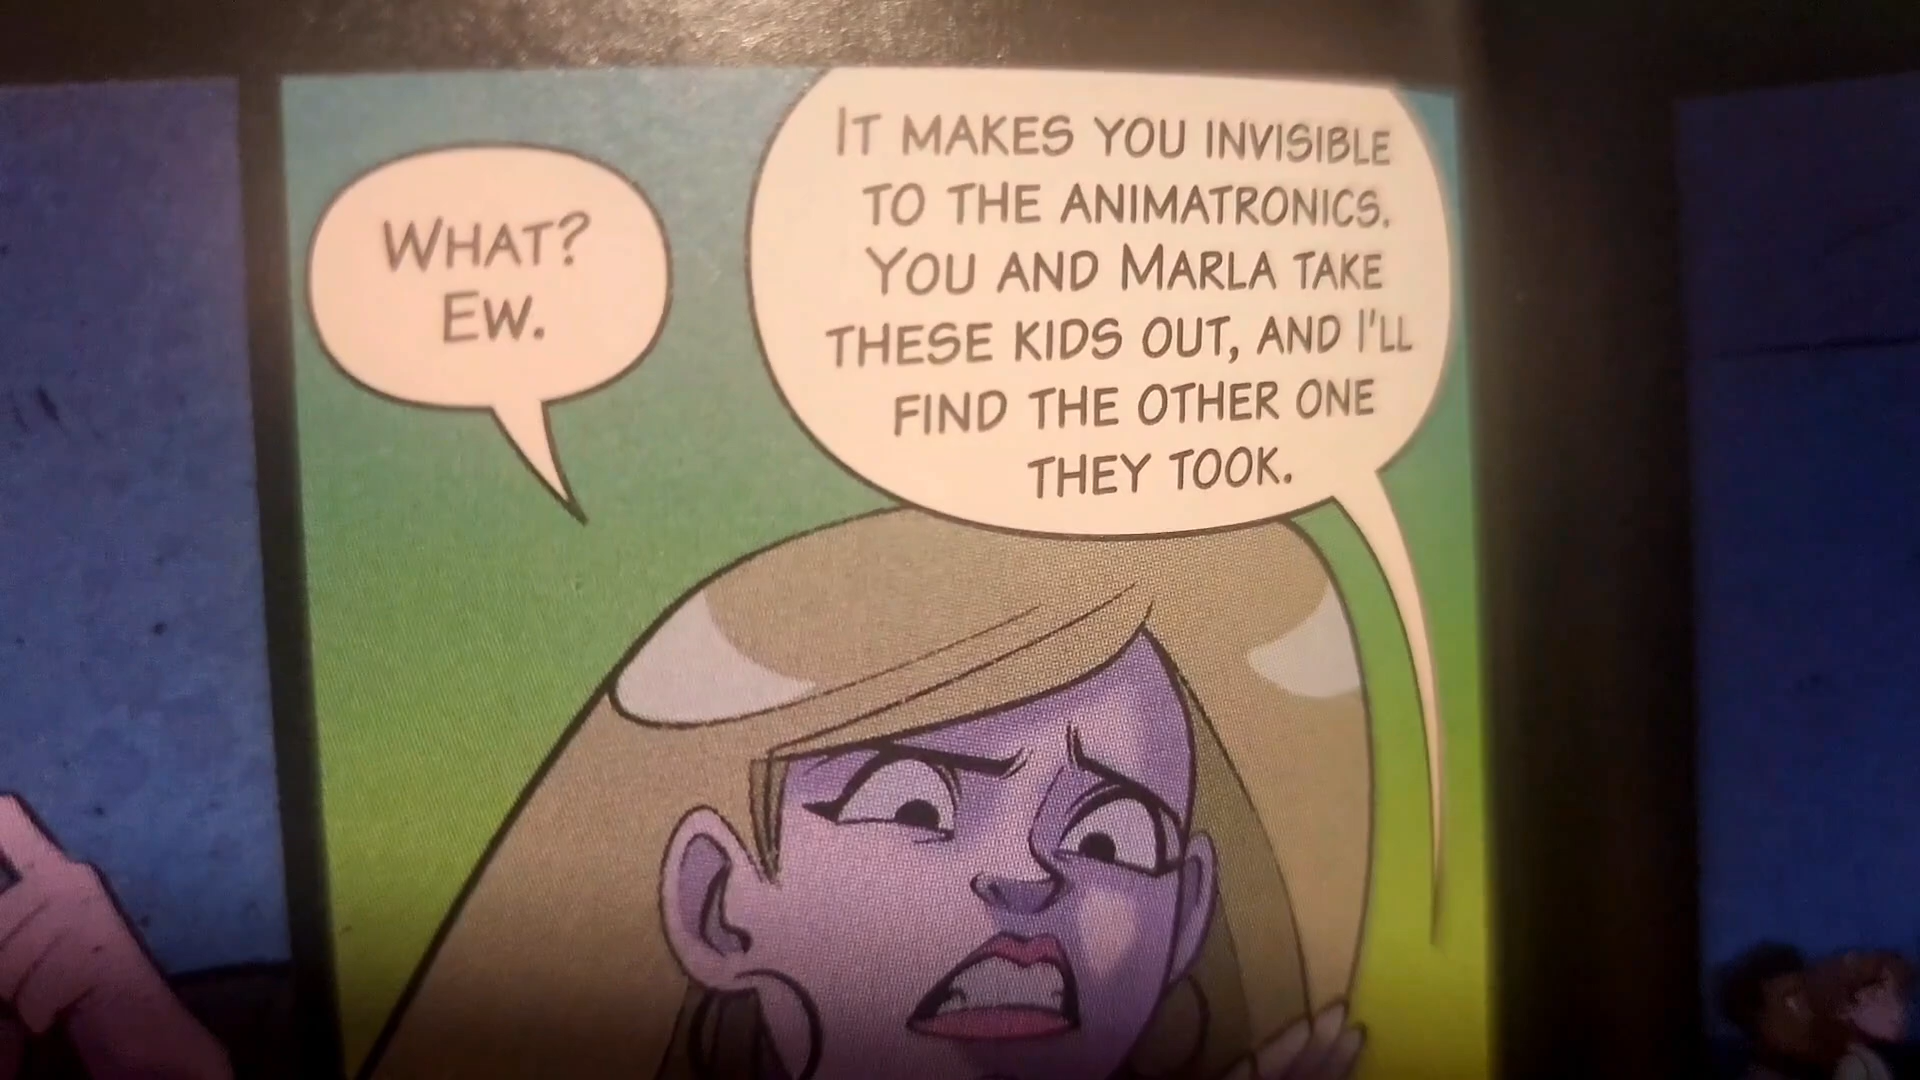 WHAT?
EW.
IT MAKES YOU INVISIBLE
TO THE ANIMATRONICS.
YOU AND MARLA TAKE
THESE KIDS OUT, AND I'LL
FIND THE OTHER ONE
THEY TOOK.